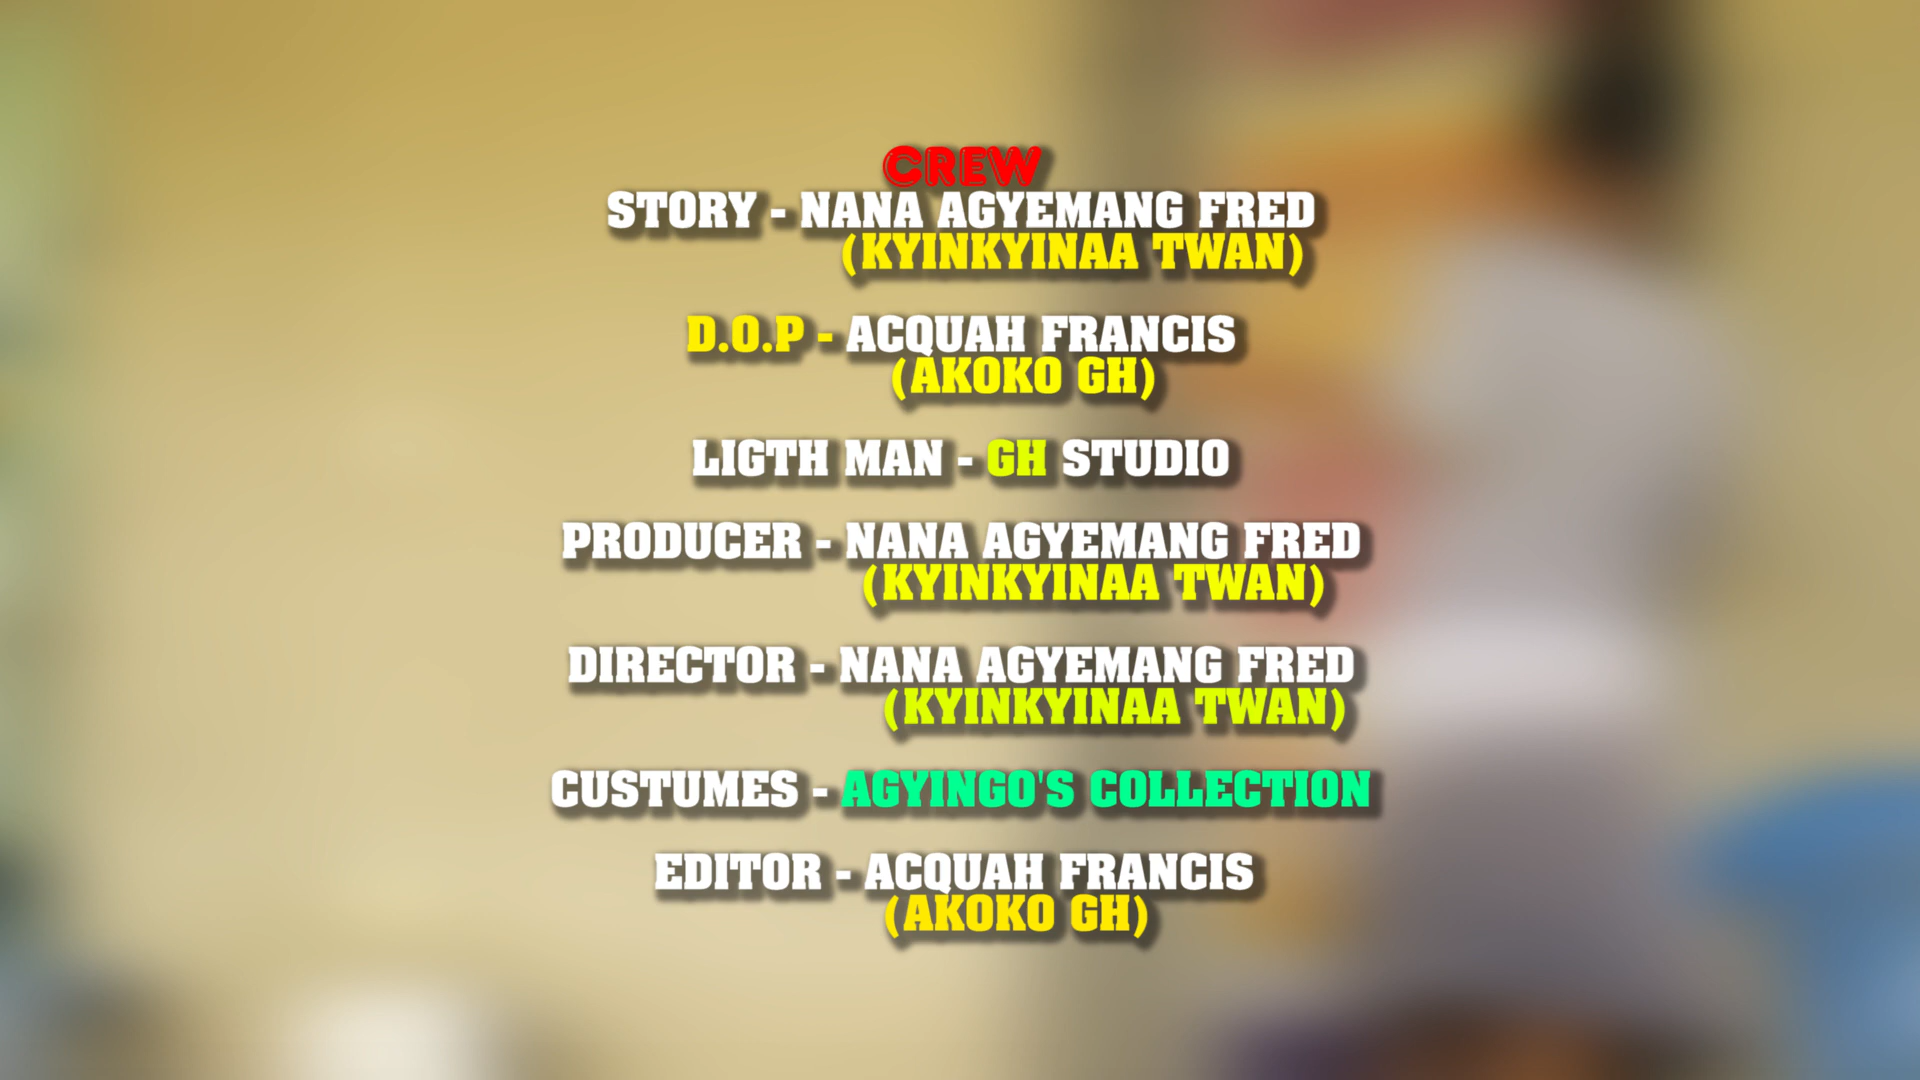 CREW
STORY - NANA AGYEMANG FRED
(KYINKYINAA TWAN)
D.O.P - ACQUAH FRANCIS
(AKOKO GH)
LIGTH MAN - GH STUDIO
PRODUCER - NANA AGYEMANG FRED
(KYINKYINAA TWAN)
DIRECTOR - NANA AGYEMANG FRED
(KYINKYINAA TWAN)
CUSTUMES - AGYINGO'S COLLECTION
EDITOR - ACQUAH FRANCIS
(AKOKO GH)